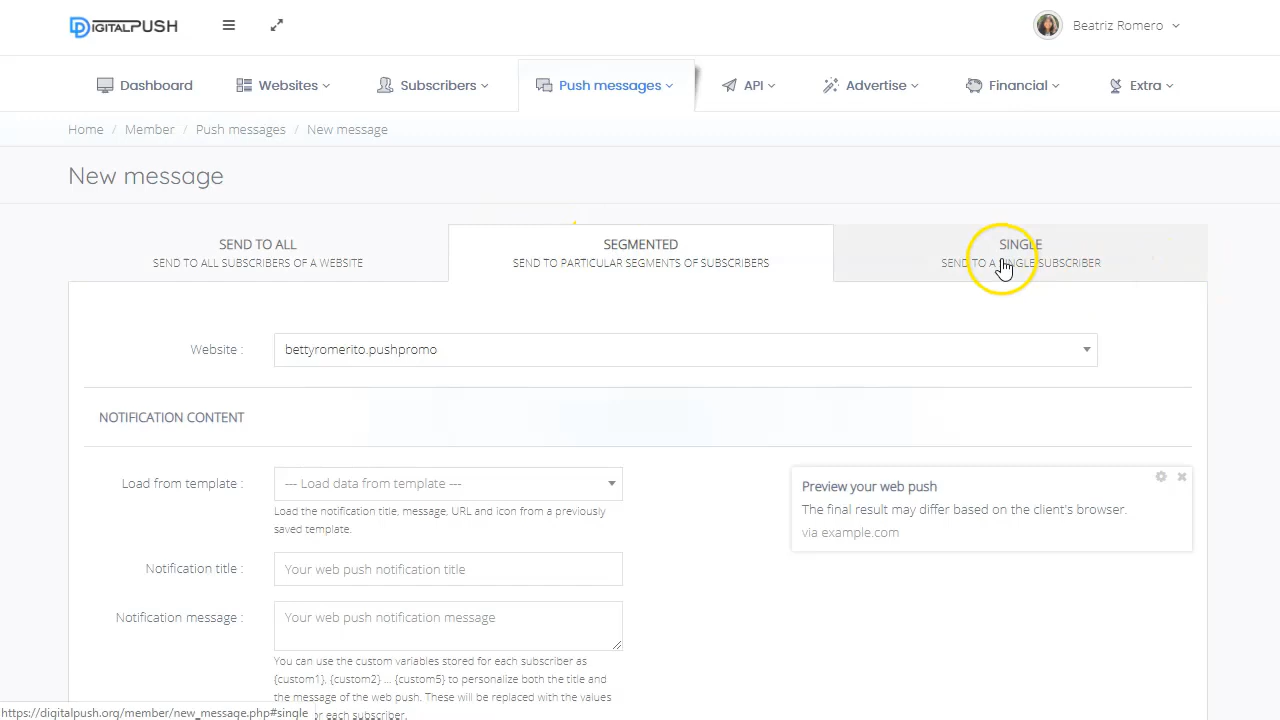 DIGITALPUSH
Beatriz Romero
Dashboard Websites Subscribers Push messages API Advertise Financial Extra
Home / Member / Push messages / New message
New message
SEND TO ALL
SEND TO ALL SUBSCRIBERS OF A WEBSITE
SEGMENTED
SEND TO PARTICULAR SEGMENTS OF SUBSCRIBERS
SINGLE
SEND TO A SINGLE SUBSCRIBER
Website : bettyromerito.pushpromo
NOTIFICATION CONTENT
Load from template : --- Load data from template ---
Load the notification title, message, URL and icon from a previously
saved template.
Preview your web push
The final result may differ based on the client's browser.
via example.com
Notification title : Your web push notification title
Notification message : Your web push notification message
You can use the custom variables stored for each subscriber as
{custom1}, {custom2} ... {custom5} to personalize both the title and
the message of the web push. These will be replaced with the values
or each subscriber.
https://digitalpush.org/member/new_message.php#single